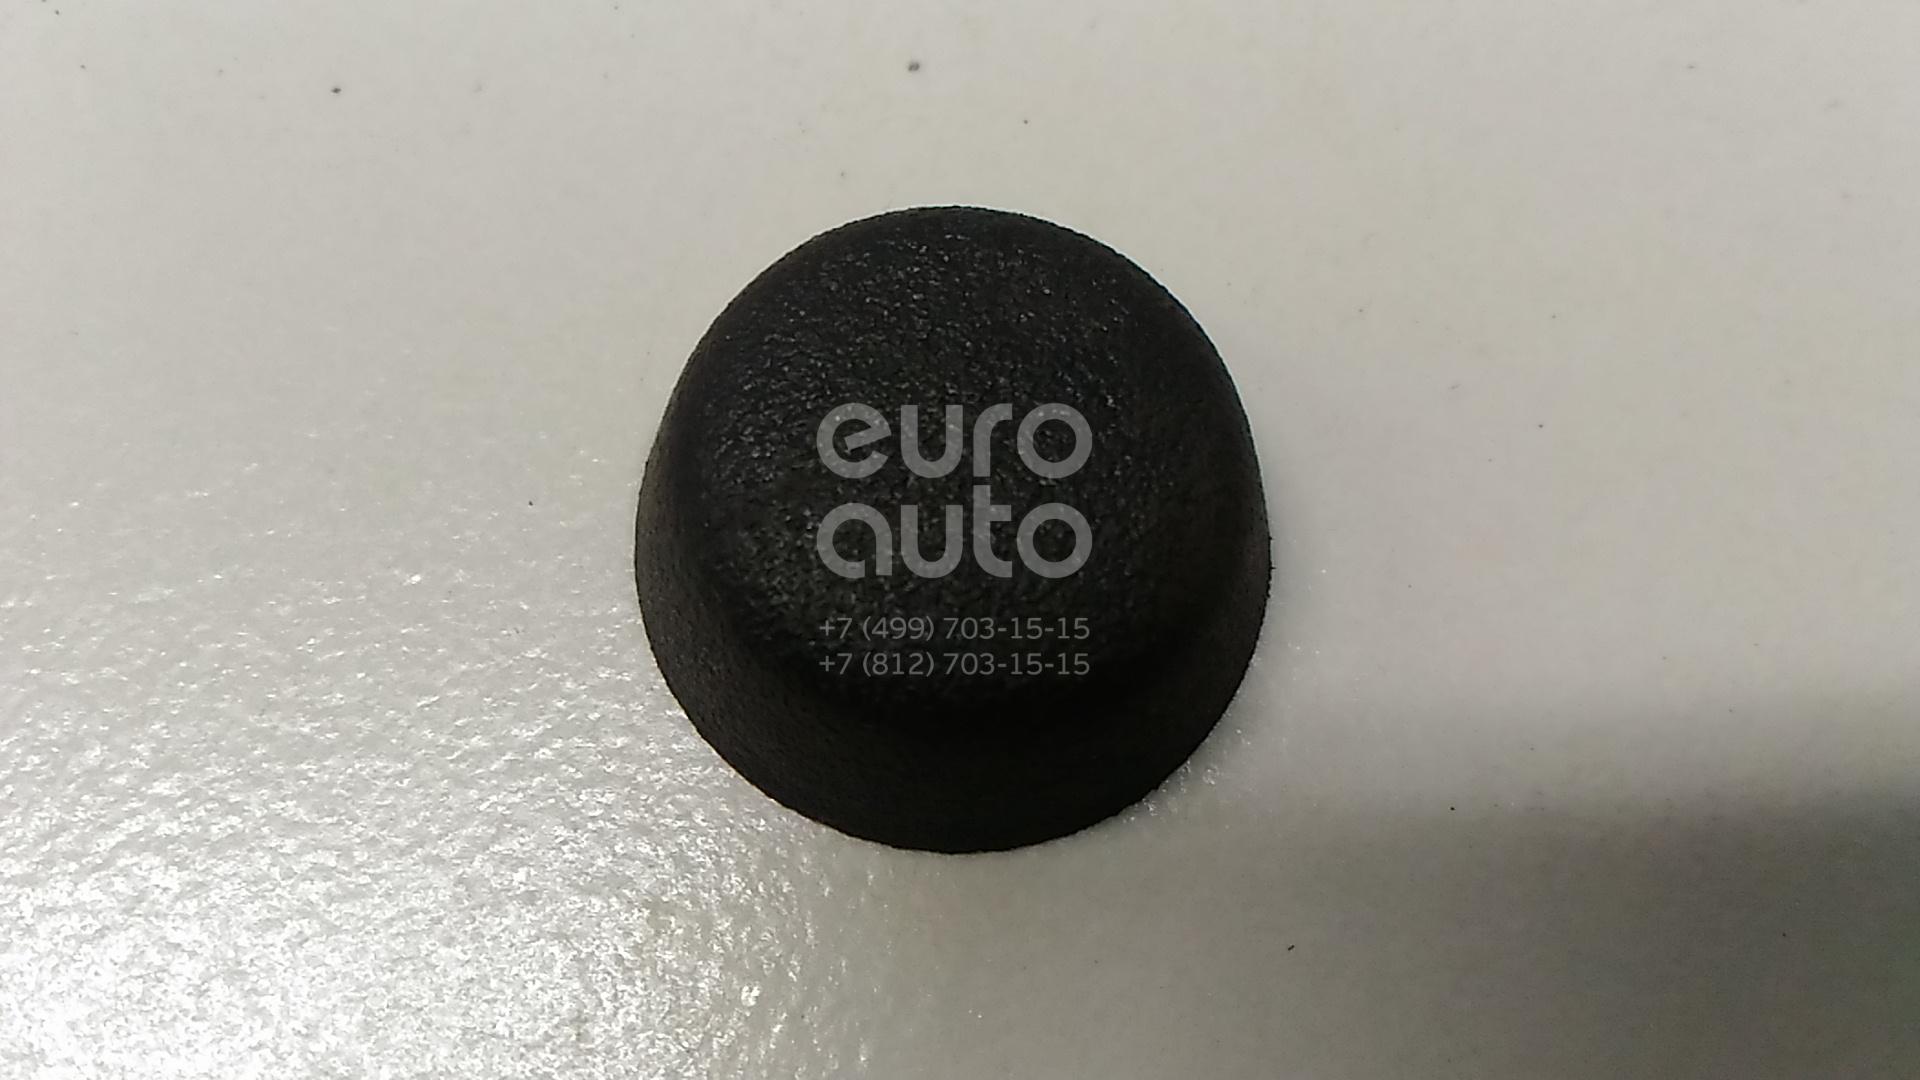 euro
auto
+7 (499) 703-15-15
+7 (812) 703-15-15